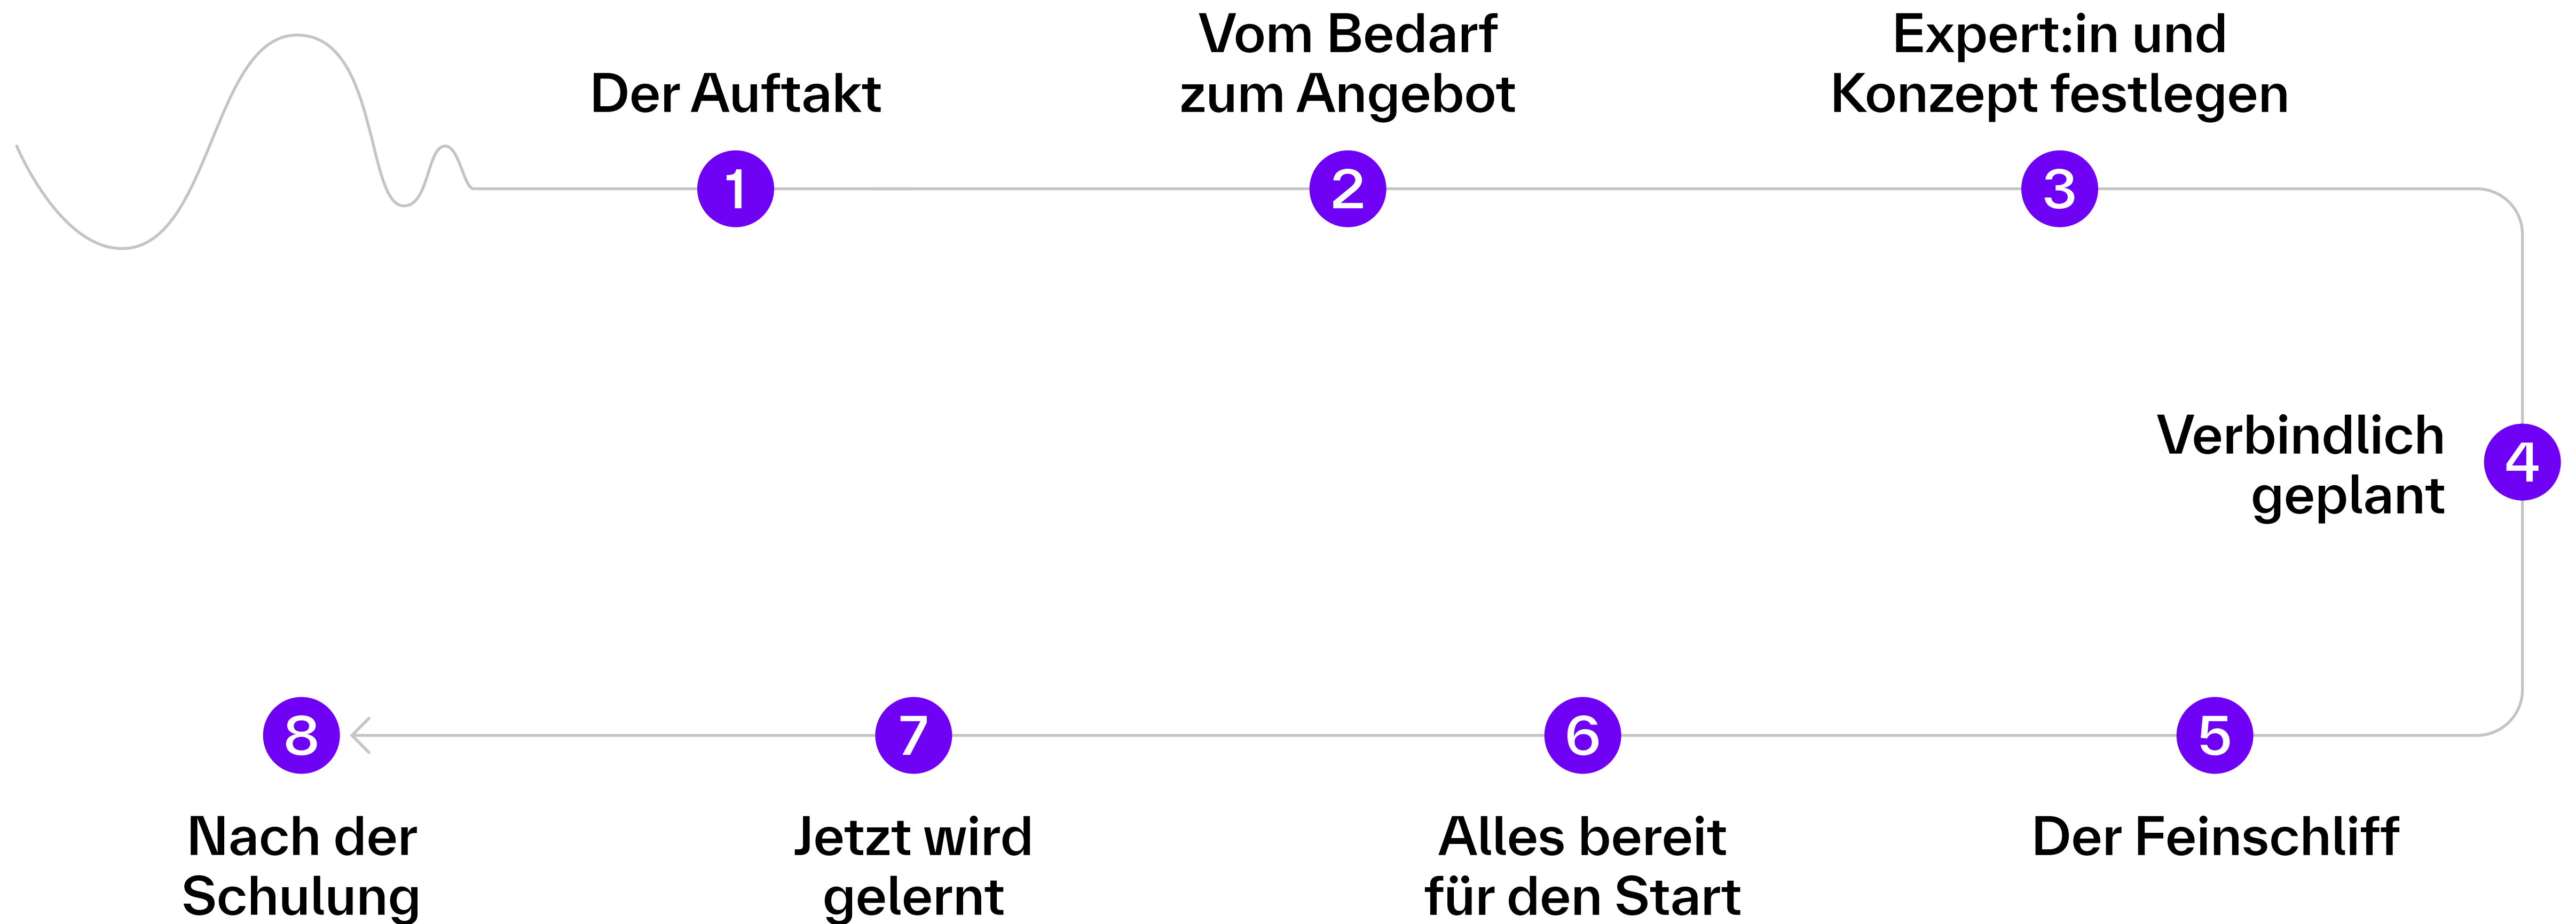 Der Auftakt
1
Vom Bedarf
zum Angebot
2
Expert:in und
Konzept festlegen
3
Verbindlich
geplant
4
5
Der Feinschliff
6
Alles bereit
für den Start
7
Jetzt wird
gelernt
8
Nach der
Schulung